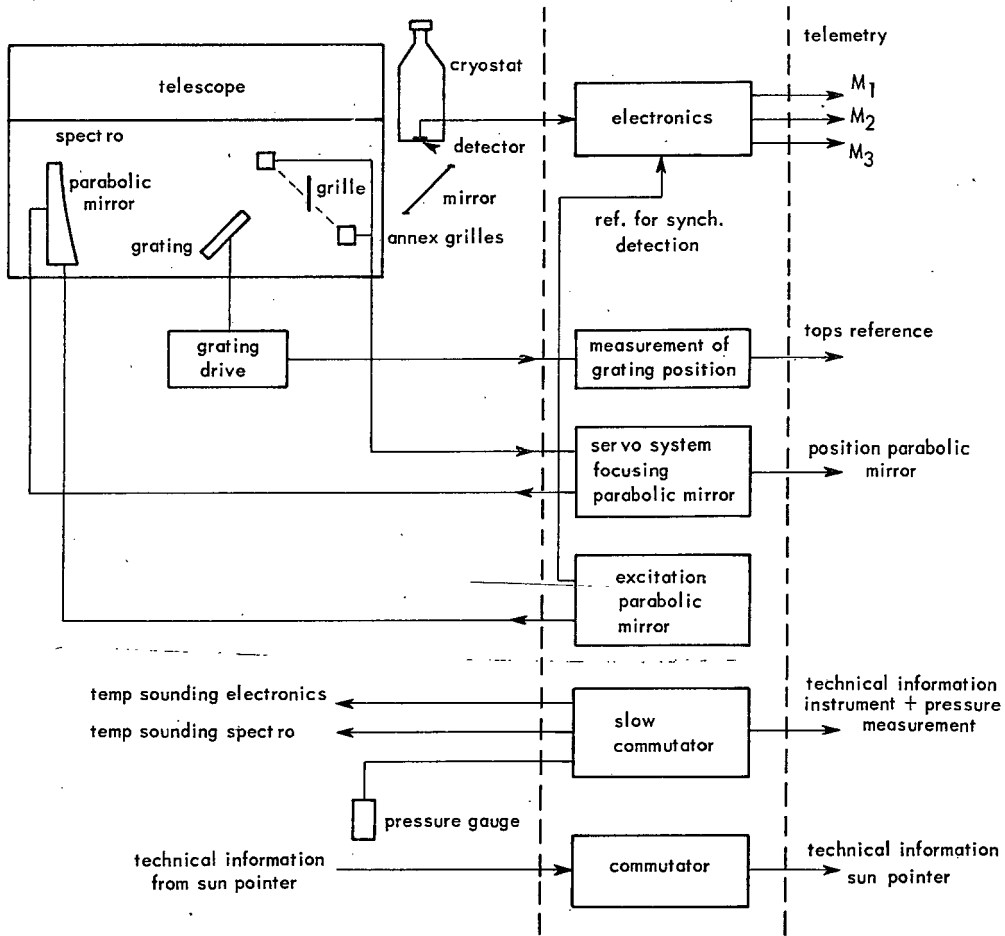 telemetry
cryostat
telescope
M1
electronics
M2
M3
spectro
detector
parabolic
mirror
grille
mirror
grating
annex grilles
ref. for synch.
detection
grating
drive
measurement of
grating position
tops reference
servo system
focusing
parabolic mirror
position parabolic
mirror
excitation
parabolic
mirror
temp sounding electronics
temp sounding spectro
slow
commutator
technical information
instrument + pressure
measurement
pressure gauge
technical information
from sun pointer
commutator
technical information
sun pointer